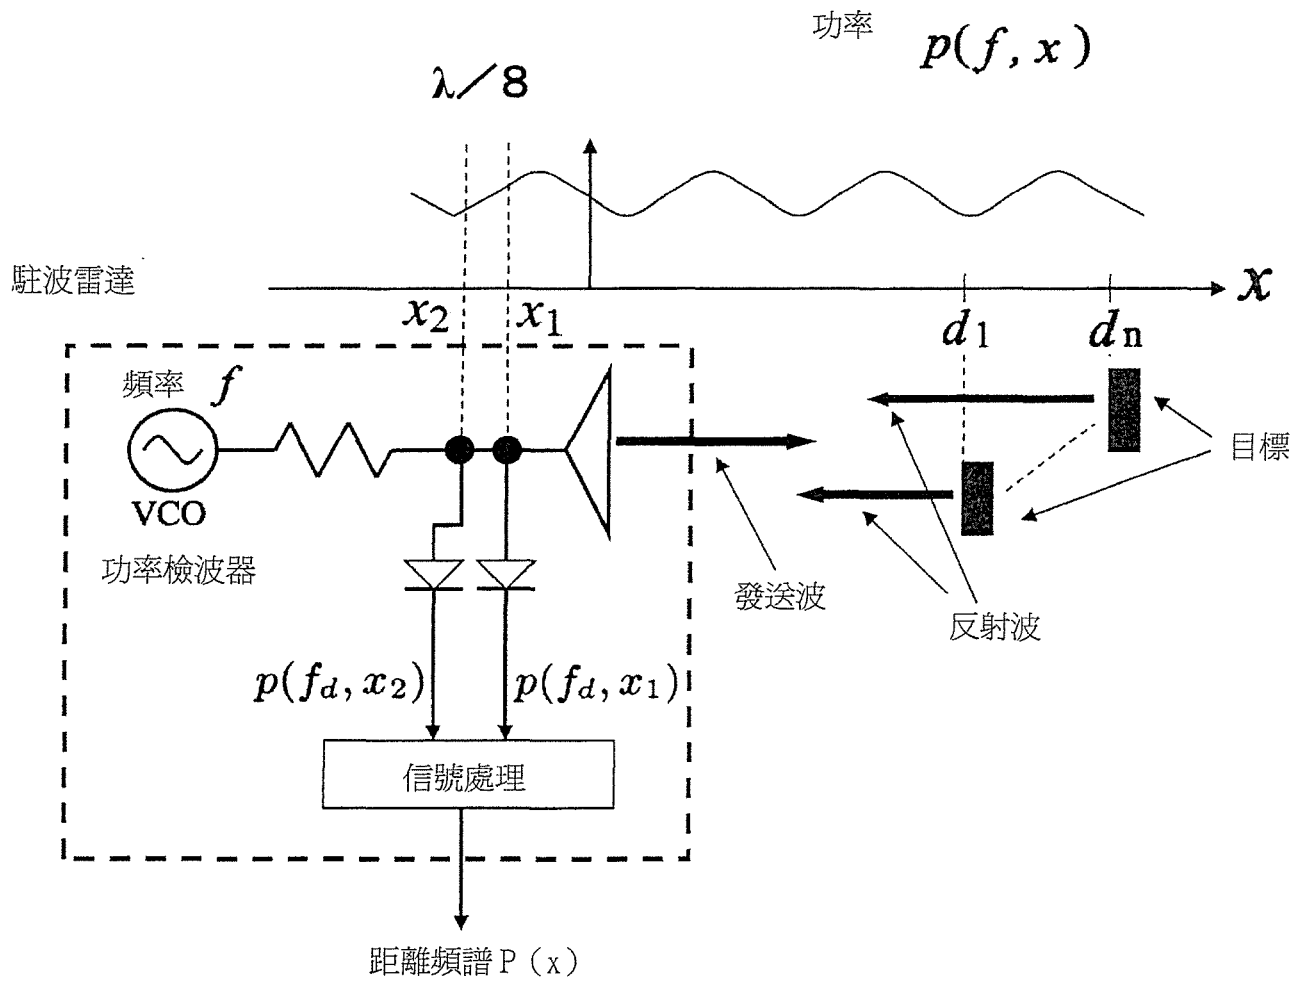 功率 p(f, x)
λ/8
駐波雷達
x
x2 x1 d1 dn
頻率 f
VCO
目標
功率檢波器
發送波
反射波
p(fd, x2) p(fd, x1)
信號處理
距離頻譜P(x)